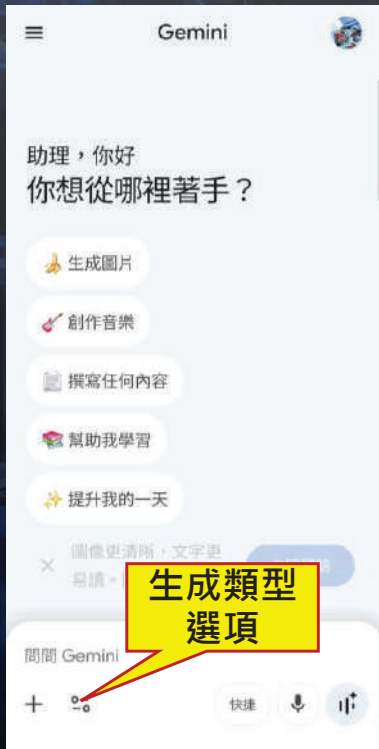 Gemini
助理，你好
你想從哪裡著手？
生成圖片
創作音樂
撰寫任何內容
幫助我學習
提升我的一天
圖像更清晰，文字更
易讀。
生成類型
選項
問問 Gemini
快捷